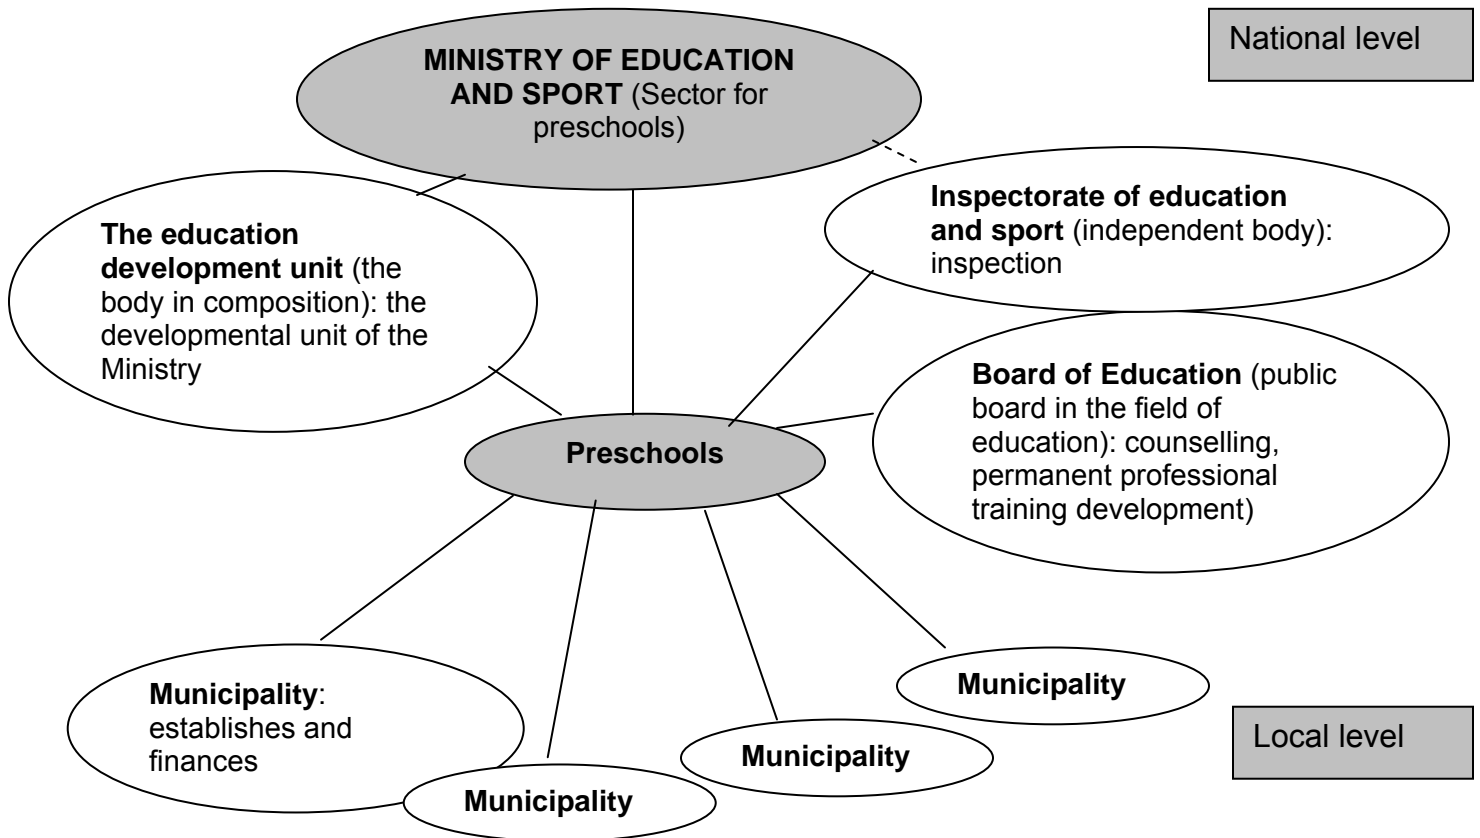 National level
MINISTRY OF EDUCATION
AND SPORT (Sector for
preschools)
Inspectorate of education
and sport (independent body):
inspection
The education
development unit (the
body in composition): the
developmental unit of the
Ministry
Board of Education (public
board in the field of
education): counselling,
permanent professional
training development)
Preschools
Municipality:
establishes and
finances
Municipality
Municipality
Municipality
Local level